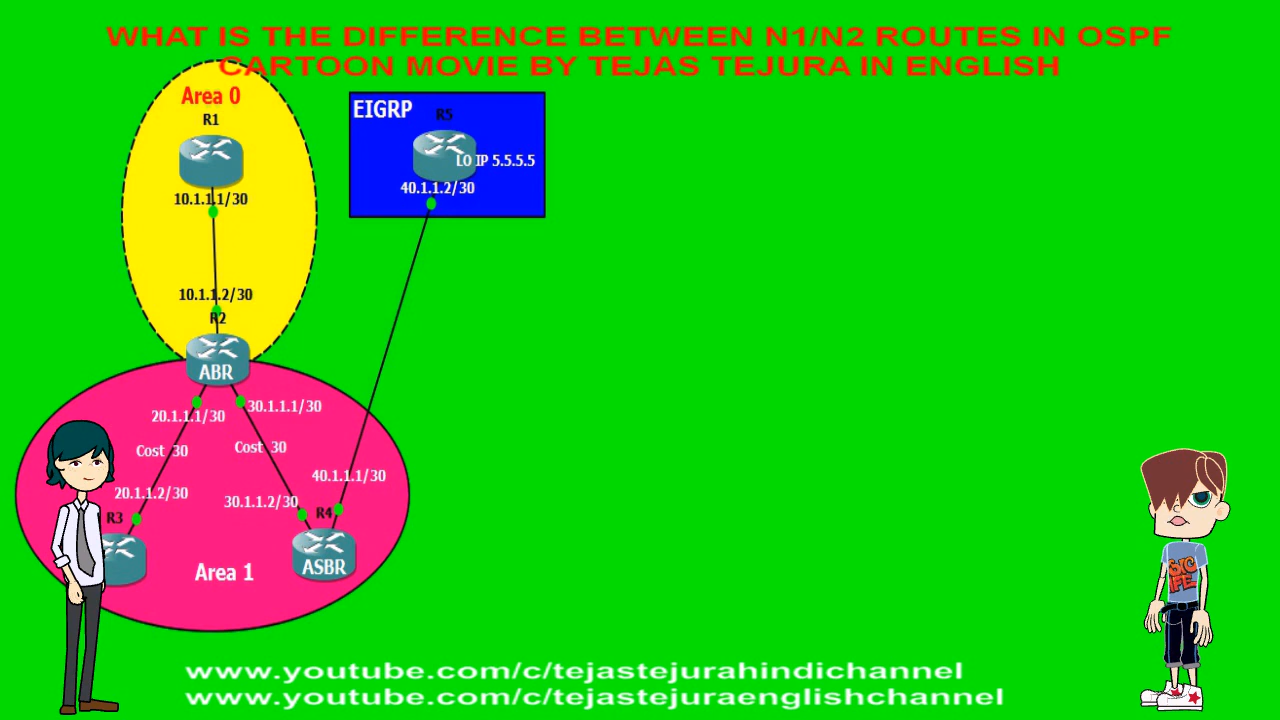 WHAT IS THE DIFFERENCE BETWEEN N1/N2 ROUTES IN OSPF
CARTOON MOVIE BY TEJAS TEJURA IN ENGLISH
Area 0
R1
10.1.1.1/30
10.1.1.2/30
R2
ABR
EIGRP
R5
LO IP 5.5.5.5
40.1.1.2/30
20.1.1.1/30
30.1.1.1/30
Cost 30
Cost 30
20.1.1.2/30
30.1.1.2/30
40.1.1.1/30
R3
R4
ASBR
Area 1
SIC
IFE
www.youtube.com/c/tejastejurahindichannel
www.youtube.com/c/tejastejuraenglishchannel